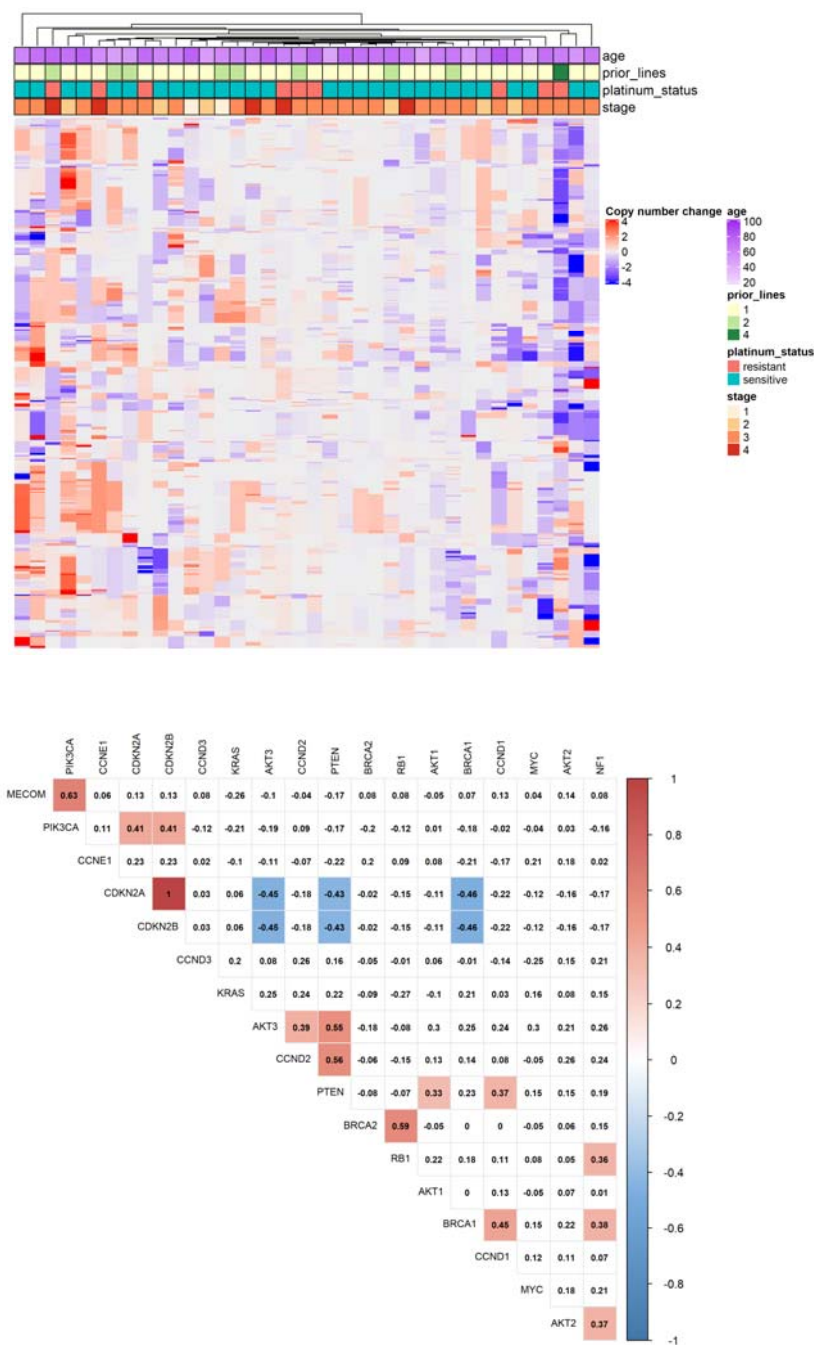 age
prior_lines
platinum_status
stage
Copy number change
4
2
0
-2
-4
age
100
80
60
40
20
prior_lines
1
2
4
platinum_status
resistant
sensitive
stage
1
2
3
4
PIK3CA CCNE1 CDKN2A CDKN2B CCND3 KRAS AKT3 CCND2 PTEN BRCA2 RB1 AKT1 BRCA1 CCND1 MYC AKT2 NF1
MECOM 0.63 0.06 0.13 0.13 0.08 -0.26 -0.1 -0.04 -0.17 0.08 0.08 -0.05 0.07 0.13 0.04 0.14 0.08
PIK3CA 0.11 0.41 0.41 -0.12 -0.21 -0.19 0.09 -0.17 -0.2 -0.12 0.01 -0.18 -0.02 -0.04 0.03 -0.16
CCNE1 0.23 0.23 0.02 -0.1 -0.11 -0.07 -0.22 0.2 0.09 0.08 -0.21 -0.17 0.21 0.18 0.02
CDKN2A 1 0.03 0.06 -0.45 -0.18 -0.43 -0.02 -0.15 -0.11 -0.46 -0.22 -0.12 -0.16 -0.17
CDKN2B 0.03 0.06 -0.45 -0.18 -0.43 -0.02 -0.15 -0.11 -0.46 -0.22 -0.12 -0.16 -0.17
CCND3 0.2 0.08 0.26 0.16 -0.05 -0.01 0.06 -0.01 -0.14 -0.25 0.15 0.21
KRAS 0.25 0.24 0.22 -0.09 -0.27 -0.1 0.21 0.03 0.16 0.08 0.15
AKT3 0.39 0.55 -0.18 -0.08 0.3 0.25 0.24 0.3 0.21 0.26
CCND2 0.56 -0.06 -0.15 0.13 0.14 0.08 -0.05 0.26 0.24
PTEN -0.08 -0.07 0.33 0.23 0.37 0.15 0.15 0.19
BRCA2 0.59 -0.05 0 0 -0.05 0.06 0.15
RB1 0.22 0.18 0.11 0.08 0.05 0.36
AKT1 0 0.13 -0.05 0.07 0.01
BRCA1 0.45 0.15 0.22 0.38
CCND1 0.12 0.11 0.07
MYC 0.18 0.21
AKT2 0.37
1
0.8
0.6
0.4
0.2
0
-0.2
-0.4
-0.6
-0.8
-1